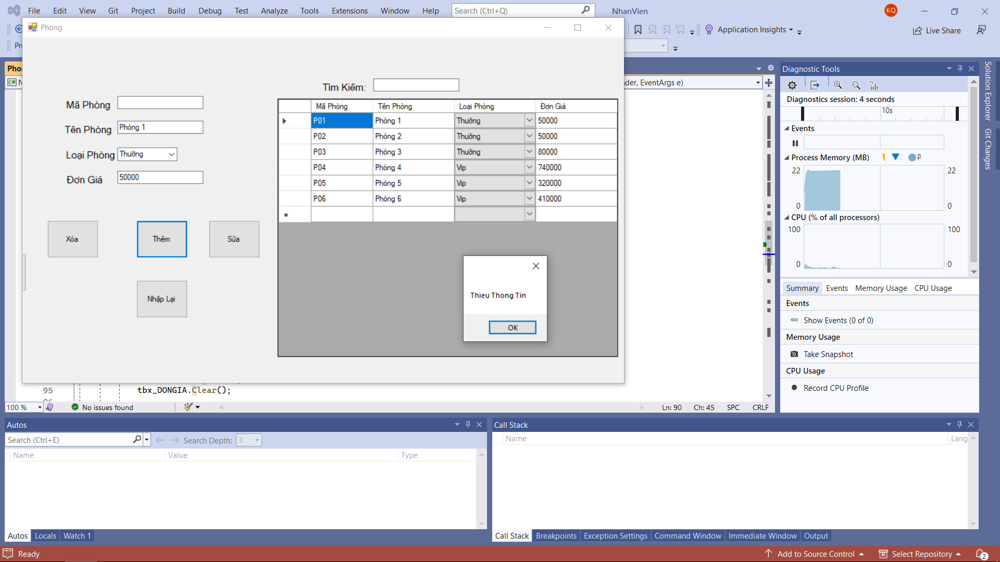 File Edit View Git Project Build Debug Test Analyze Tools Extensions Window Help Search (Ctrl+Q) NhanVien KQ
Phong
Application Insights
Live Share
Tìm Kiếm:
Mã Phòng
Tên Phòng Phòng 1
Loại Phòng Thường
Đơn Giá 50000
Xóa Thêm Sửa
Nhập Lại
Mã Phòng Tên Phòng Loại Phòng Đơn Giá
P01 Phòng 1 Thường 50000
P02 Phòng 2 Thường 50000
P03 Phòng 3 Thường 80000
P04 Phòng 4 Vip 740000
P05 Phòng 5 Vip 320000
P06 Phòng 6 Vip 410000
Thieu Thong Tin
OK
der, EventArgs e)
95 tbx_DONGIA.Clear();
100 % No issues found Ln: 90 Ch: 45 SPC CRLF
Diagnostic Tools
Diagnostics session: 4 seconds
10s
Events
Process Memory (MB) P
22 22
0 0
CPU (% of all processors)
100 100
0 0
Summary Events Memory Usage CPU Usage
Events
Show Events (0 of 0)
Memory Usage
Take Snapshot
CPU Usage
Record CPU Profile
Solution Explorer
Git Changes
Autos
Search (Ctrl+E) Search Depth: 3
Name Value Type
Autos Locals Watch 1
Call Stack
Name Lang
Call Stack Breakpoints Exception Settings Command Window Immediate Window Output
Ready Add to Source Control Select Repository 2